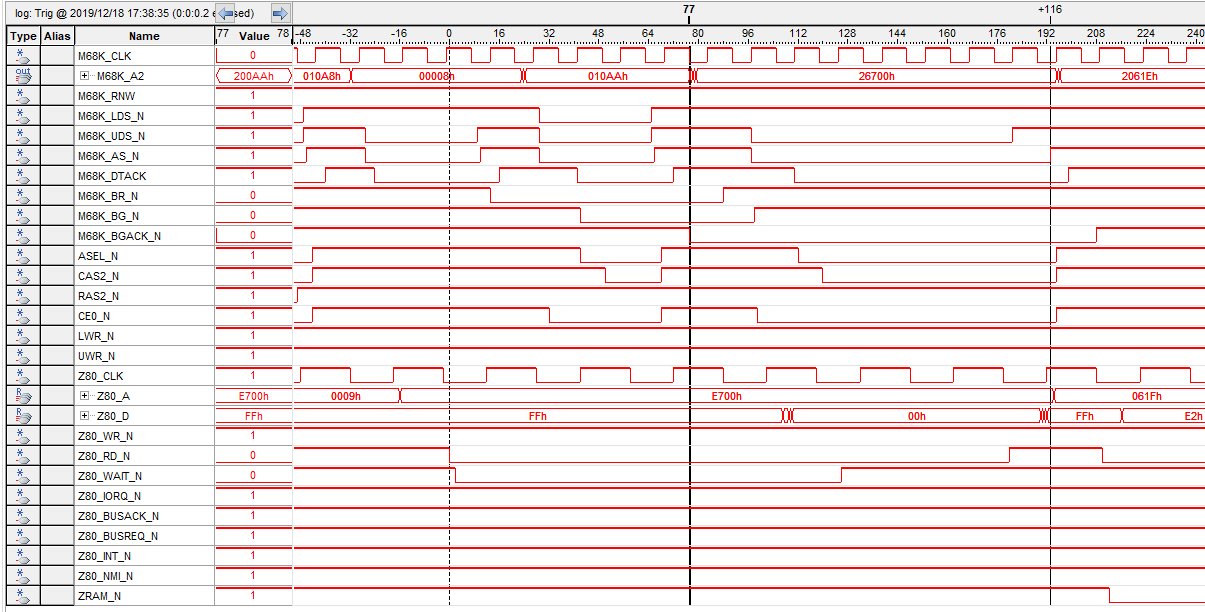 log: Trig @ 2019/12/18 17:38:35 (0:0:0.2 elapsed)
77 +116
Type Alias Name 77 Value 78 -48 -32 -16 0 16 32 48 64 80 96 112 128 144 160 176 192 208 224 240
M68K_CLK 0
M68K_A2 200AAh 010A8h 00008h 010AAh 26700h 2061Eh
M68K_RNW 1
M68K_LDS_N 1
M68K_UDS_N 1
M68K_AS_N 1
M68K_DTACK 1
M68K_BR_N 0
M68K_BG_N 0
M68K_BGACK_N 0
ASEL_N 1
CAS2_N 1
RAS2_N 1
CE0_N 1
LWR_N 1
UWR_N 1
Z80_CLK 1
Z80_A E700h 0009h E700h 061Fh
Z80_D FFh FFh 00h FFh E2h
Z80_WR_N 1
Z80_RD_N 0
Z80_WAIT_N 0
Z80_IORQ_N 1
Z80_BUSACK_N 1
Z80_BUSREQ_N 1
Z80_INT_N 1
Z80_NMI_N 1
ZRAM_N 1